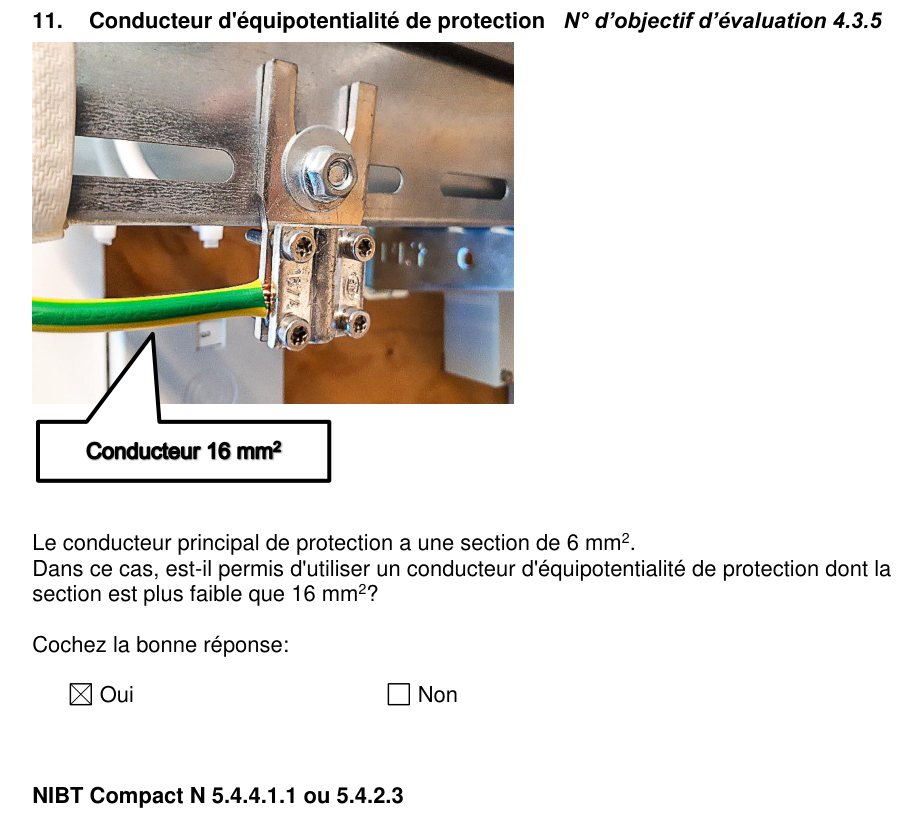 11. Conducteur d'équipotentialité de protection N° d’objectif d’évaluation 4.3.5
Conducteur 16 mm²
Le conducteur principal de protection a une section de 6 mm².
Dans ce cas, est-il permis d'utiliser un conducteur d'équipotentialité de protection dont la
section est plus faible que 16 mm²?
Cochez la bonne réponse:
☒ Oui ☐ Non
NIBT Compact N 5.4.4.1.1 ou 5.4.2.3